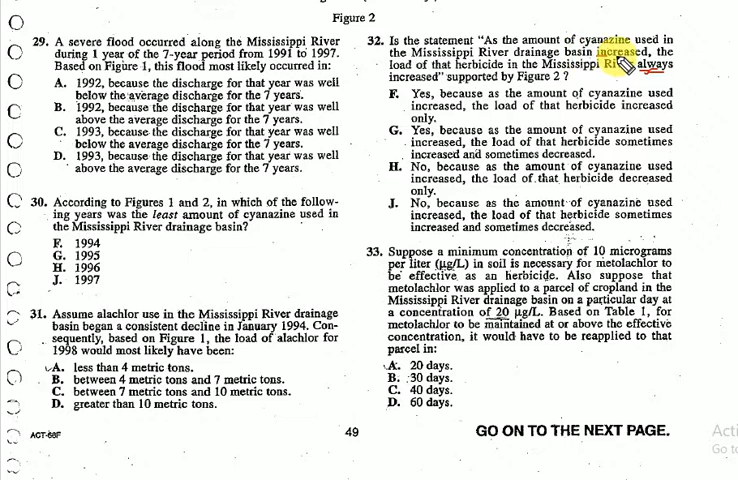 Figure 2
29. A severe flood occurred along the Mississippi River
during 1 year of the 7-year period from 1991 to 1997.
Based on Figure 1, this flood most likely occurred in:
A. 1992, because the discharge for that year was well
below the average discharge for the 7 years.
B. 1992, because the discharge for that year was well
above the average discharge for the 7 years.
C. 1993, because the discharge for that year was well
below the average discharge for the 7 years.
D. 1993, because the discharge for that year was well
above the average discharge for the 7 years.
30. According to Figures 1 and 2, in which of the follow-
ing years was the least amount of cyanazine used in
the Mississippi River drainage basin?
F. 1994
G. 1995
H. 1996
J. 1997
31. Assume alachlor use in the Mississippi River drainage
basin began a consistent decline in January 1994. Con-
sequently, based on Figure 1, the load of alachlor for
1998 would most likely have been:
A. less than 4 metric tons.
B. between 4 metric tons and 7 metric tons.
C. between 7 metric tons and 10 metric tons.
D. greater than 10 metric tons.
32. Is the statement "As the amount of cyanazine used in
the Mississippi River drainage basin increased, the
load of that herbicide in the Mississippi always
increased" supported by Figure 2 ?
F. Yes, because as the amount of cyanazine used
increased, the load of that herbicide increased
only.
G. Yes, because as the amount of cyanazine used
increased, the load of that herbicide sometimes
increased and sometimes decreased.
H. No, because as the amount of cyanazine used
increased, the load of that herbicide decreased
only.
J. No, because as the amount of cyanazine used
increased, the load of that herbicide sometimes
increased and sometimes decreased.
33. Suppose a minimum concentration of 10 micrograms
per liter (μg/L) in soil is necessary for metolachlor to
be effective as an herbicide. Also suppose that
metolachlor was applied to a parcel of cropland in the
Mississippi River drainage basin on a particular day at
a concentration of 20 μg/L. Based on Table 1, for
metolachlor to be maintained at or above the effective
concentration, it would have to be reapplied to that
parcel in:
A. 20 days.
B. 30 days.
C. 40 days.
D. 60 days.
ACT-68F
49
GO ON TO THE NEXT PAGE.
Go to